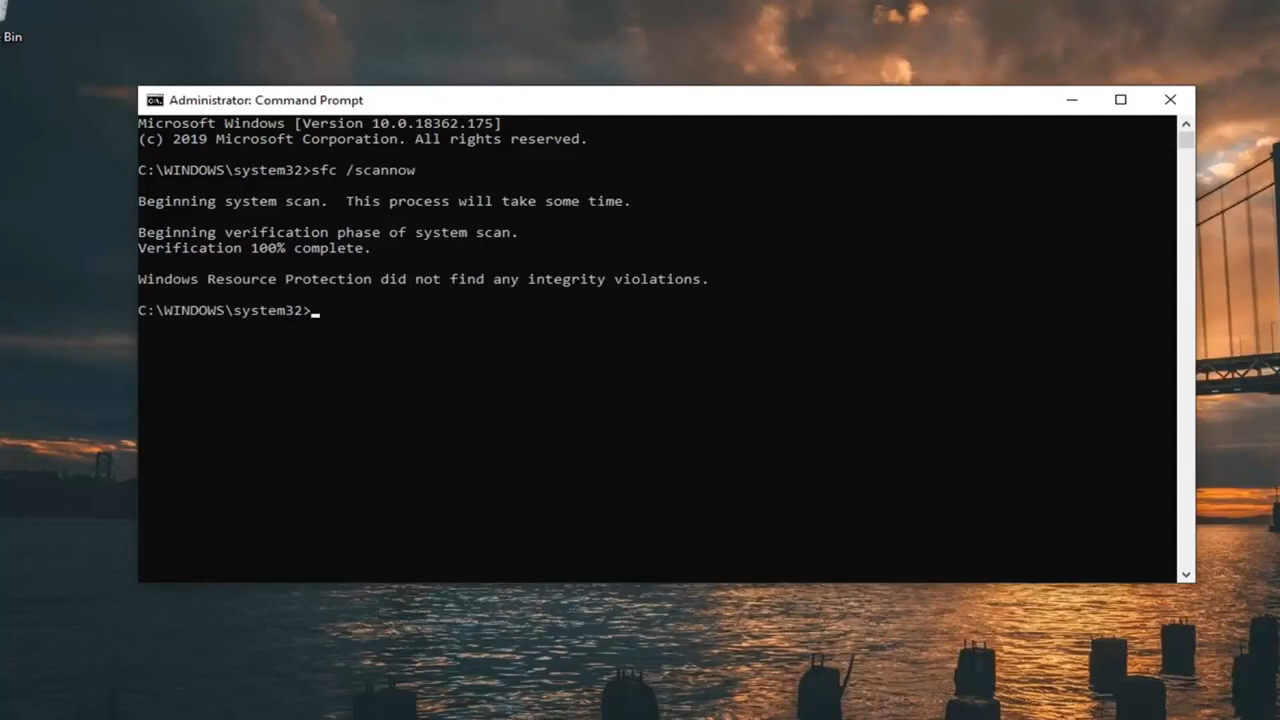 Bin
Administrator: Command Prompt
Microsoft Windows [Version 10.0.18362.175]
(c) 2019 Microsoft Corporation. All rights reserved.
C:\WINDOWS\system32>sfc /scannow
Beginning system scan.  This process will take some time.
Beginning verification phase of system scan.
Verification 100% complete.
Windows Resource Protection did not find any integrity violations.
C:\WINDOWS\system32>